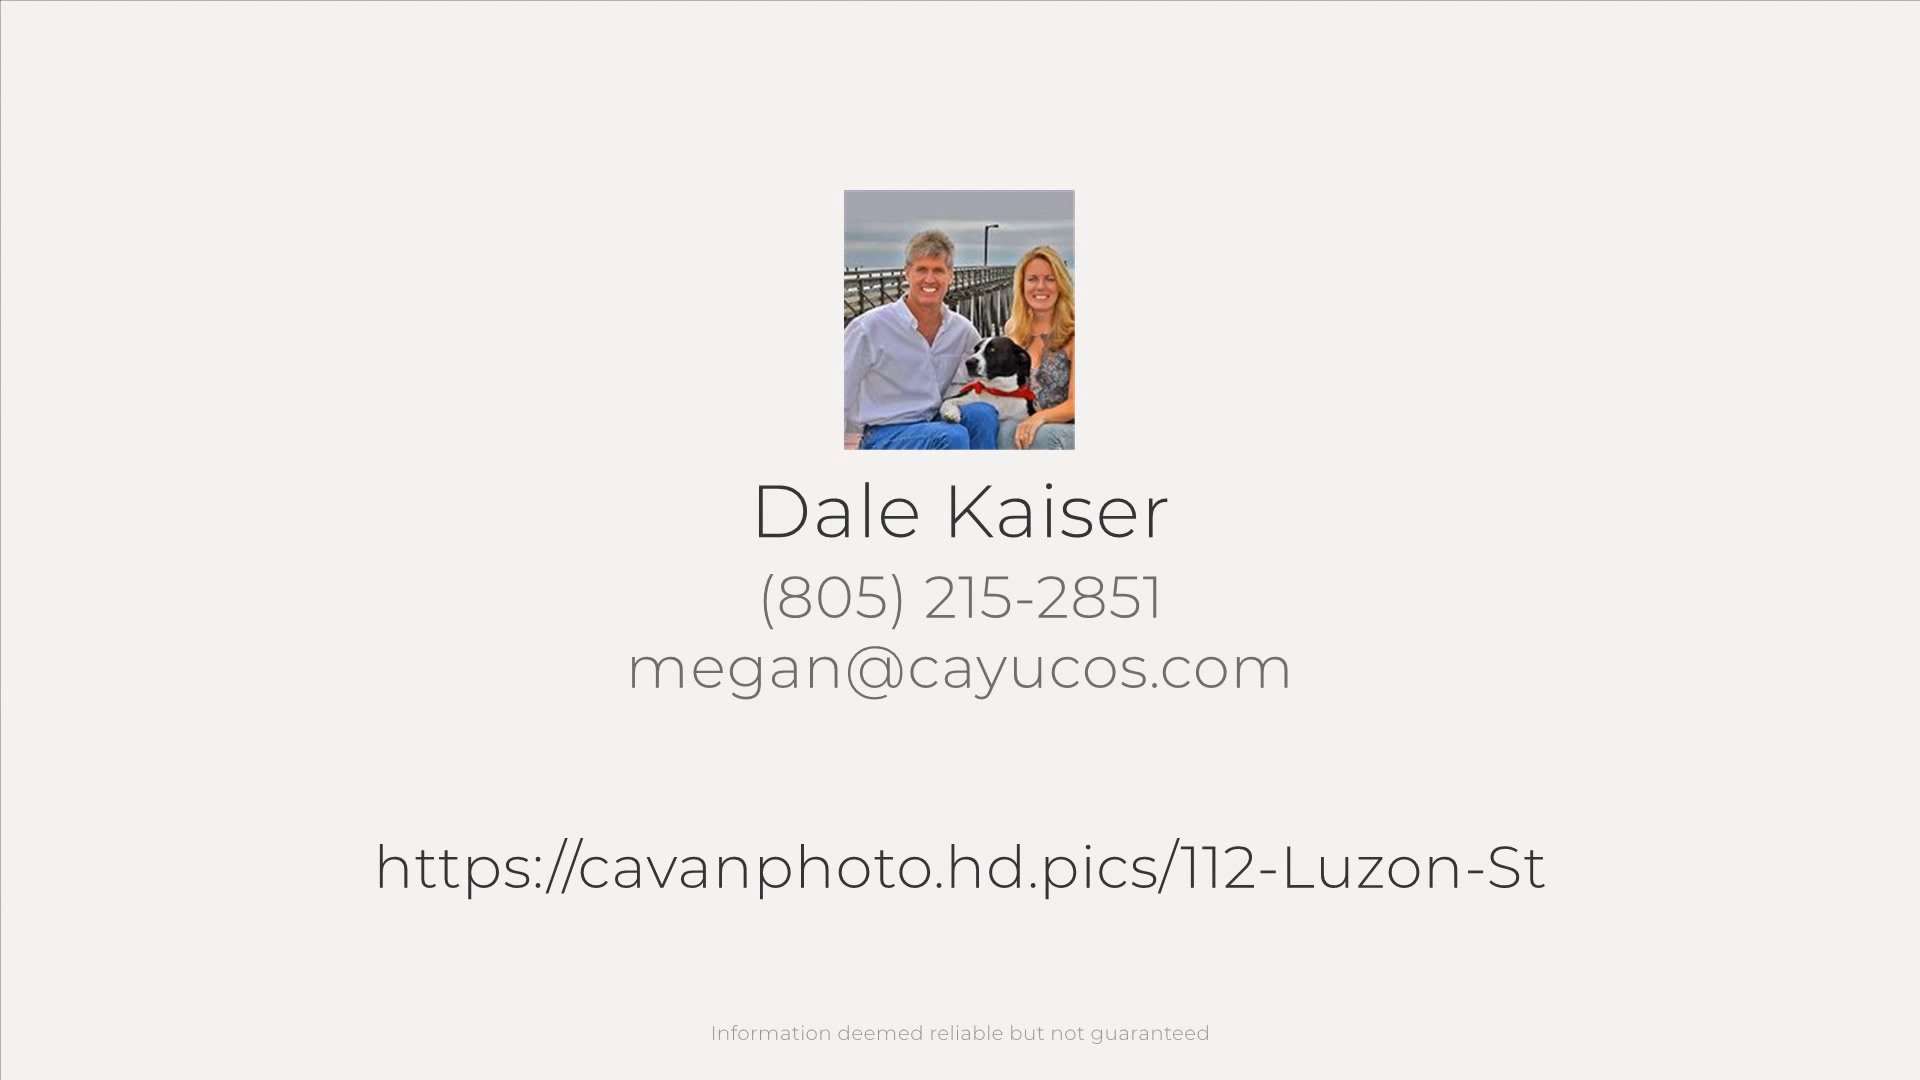 Dale Kaiser
(805) 215-2851
megan@cayucos.com
https://cavanphoto.hd.pics/112-Luzon-St
Information deemed reliable but not guaranteed